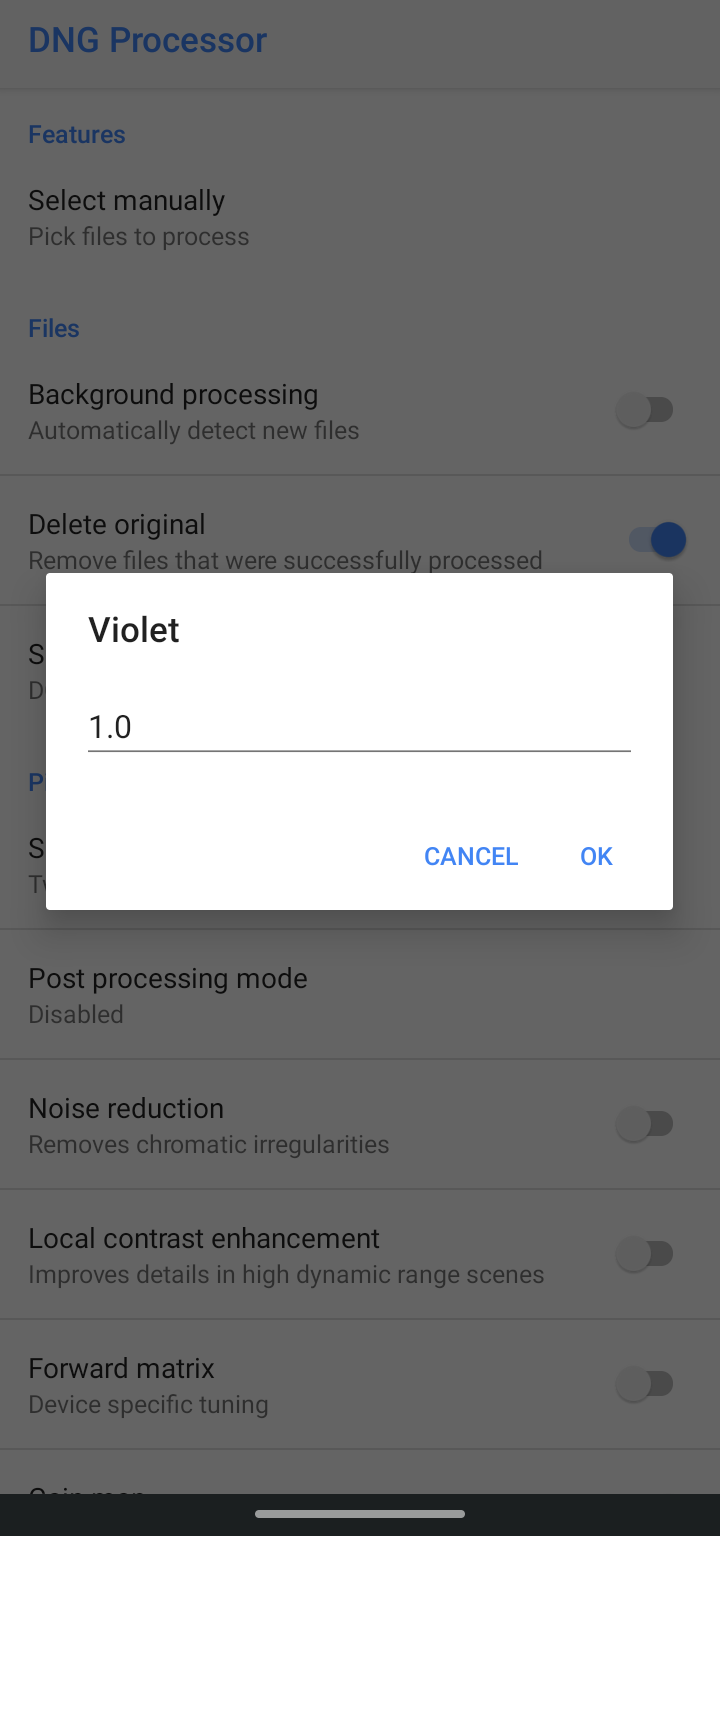 DNG Processor
Features
Select manually
Pick files to process
Files
Background processing
Automatically detect new files
Delete original
Remove files that were successfully processed
Violet
1.0
CANCEL OK
Post processing mode
Disabled
Noise reduction
Removes chromatic irregularities
Local contrast enhancement
Improves details in high dynamic range scenes
Forward matrix
Device specific tuning